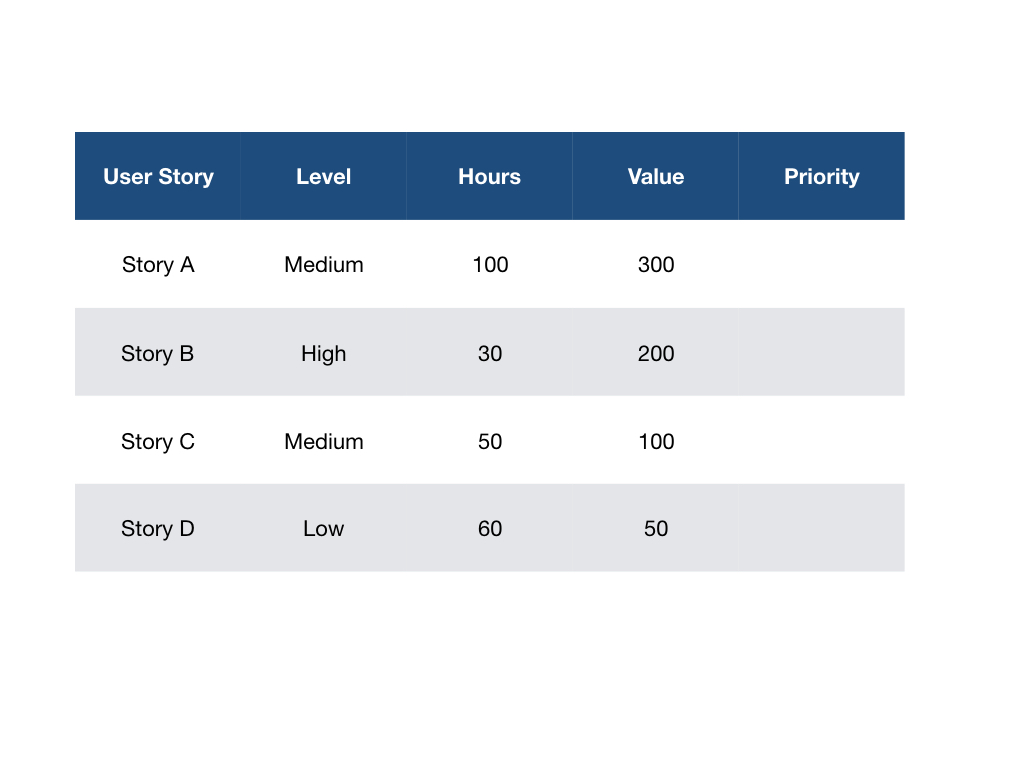 User Story Level Hours Value Priority
Story A Medium 100 300
Story B High 30 200
Story C Medium 50 100
Story D Low 60 50